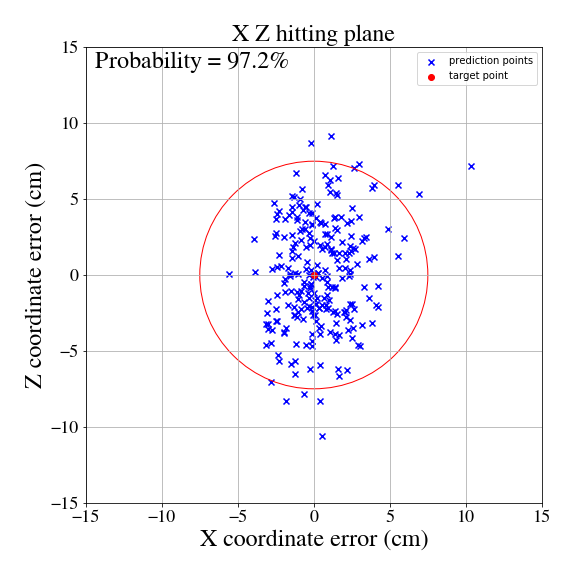 X Z hitting plane
Probability = 97.2%
prediction points
target point
15
10
5
0
−5
−10
−15
Z coordinate error (cm)
−15
−10
−5
0
5
10
15
X coordinate error (cm)